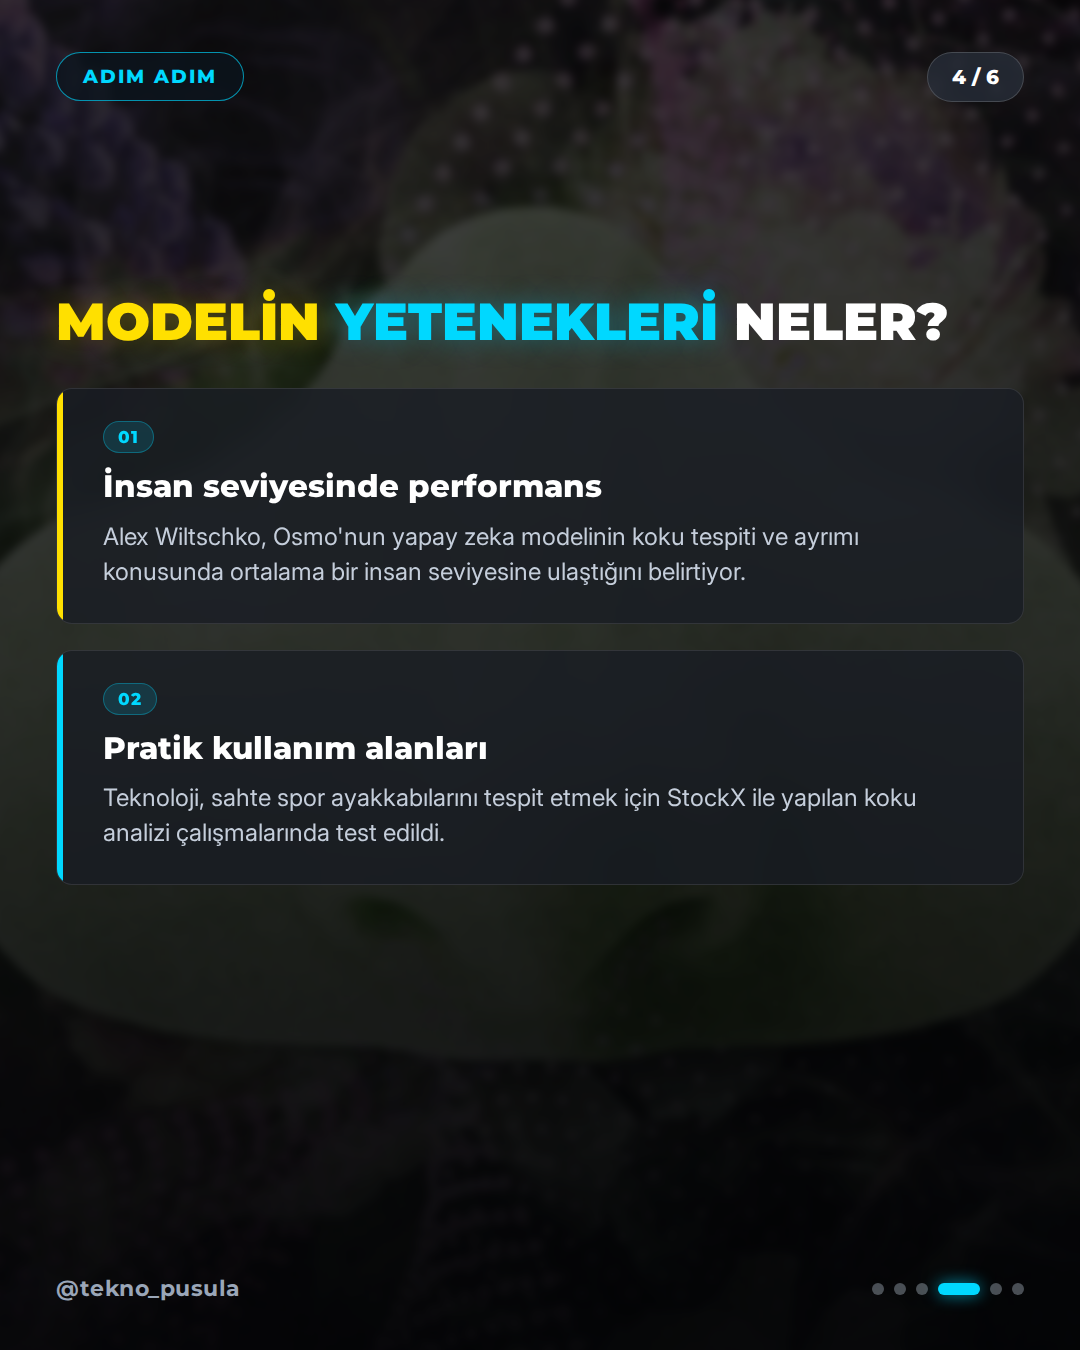 ADIM ADIM
4 / 6
MODELİN YETENEKLERİ NELER?
01
İnsan seviyesinde performans
Alex Wiltschko, Osmo'nun yapay zeka modelinin koku tespiti ve ayrımı
konusunda ortalama bir insan seviyesine ulaştığını belirtiyor.
02
Pratik kullanım alanları
Teknoloji, sahte spor ayakkabılarını tespit etmek için StockX ile yapılan koku
analizi çalışmalarında test edildi.
@tekno_pusula